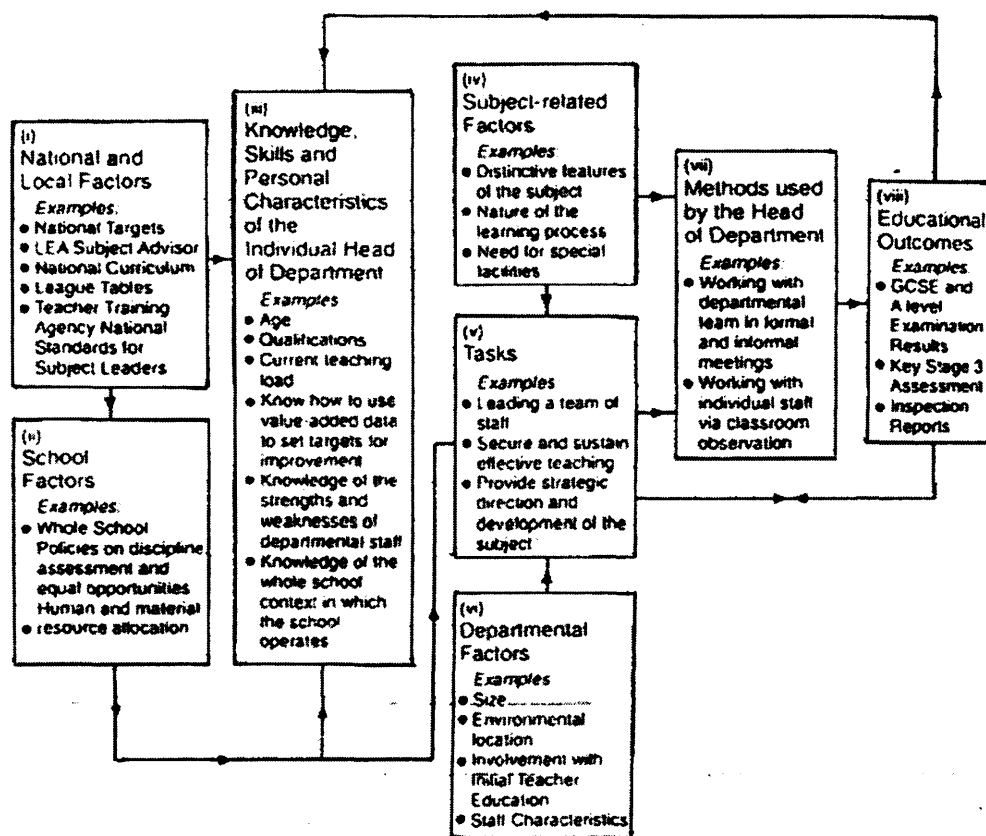 (i)
National and
Local Factors
Examples:
• National Targets
• LEA Subject Advisor
• National Curriculum
• League Tables
• Teacher Training
Agency National
Standards for
Subject Leaders
(ii)
School
Factors
Examples:
• Whole School
Policies on discipline,
assessment and
equal opportunities
Human and material
• resource allocation
(iii)
Knowledge,
Skills and
Personal
Characteristics
of the
Individual Head
of Department
Examples
• Age
• Qualifications
• Current teaching
load
• Know how to use
value-added data
to set targets for
improvement
• Knowledge of the
strengths and
weaknesses of
departmental staff
• Knowledge of the
whole school
context in which
the school
operates
(iv)
Subject-related
Factors
Examples
• Distinctive features
of the subject
• Nature of the
learning process
• Need for special
facilities
(v)
Tasks
Examples
• Leading a team of
staff
• Secure and sustain
effective teaching
• Provide strategic
direction and
development of the
subject
(vi)
Departmental
Factors
Examples
• Size
• Environmental
location
• Involvement with
Initial Teacher
Education
• Staff Characteristics
(vii)
Methods used
by the Head
of Department
Examples
• Working with
departmental
team in formal
and informal
meetings
• Working with
individual staff
via classroom
observation
(viii)
Educational
Outcomes
Examples
• GCSE and
A level
Examination
Results
• Key Stage 3
Assessment
• Inspection
Reports